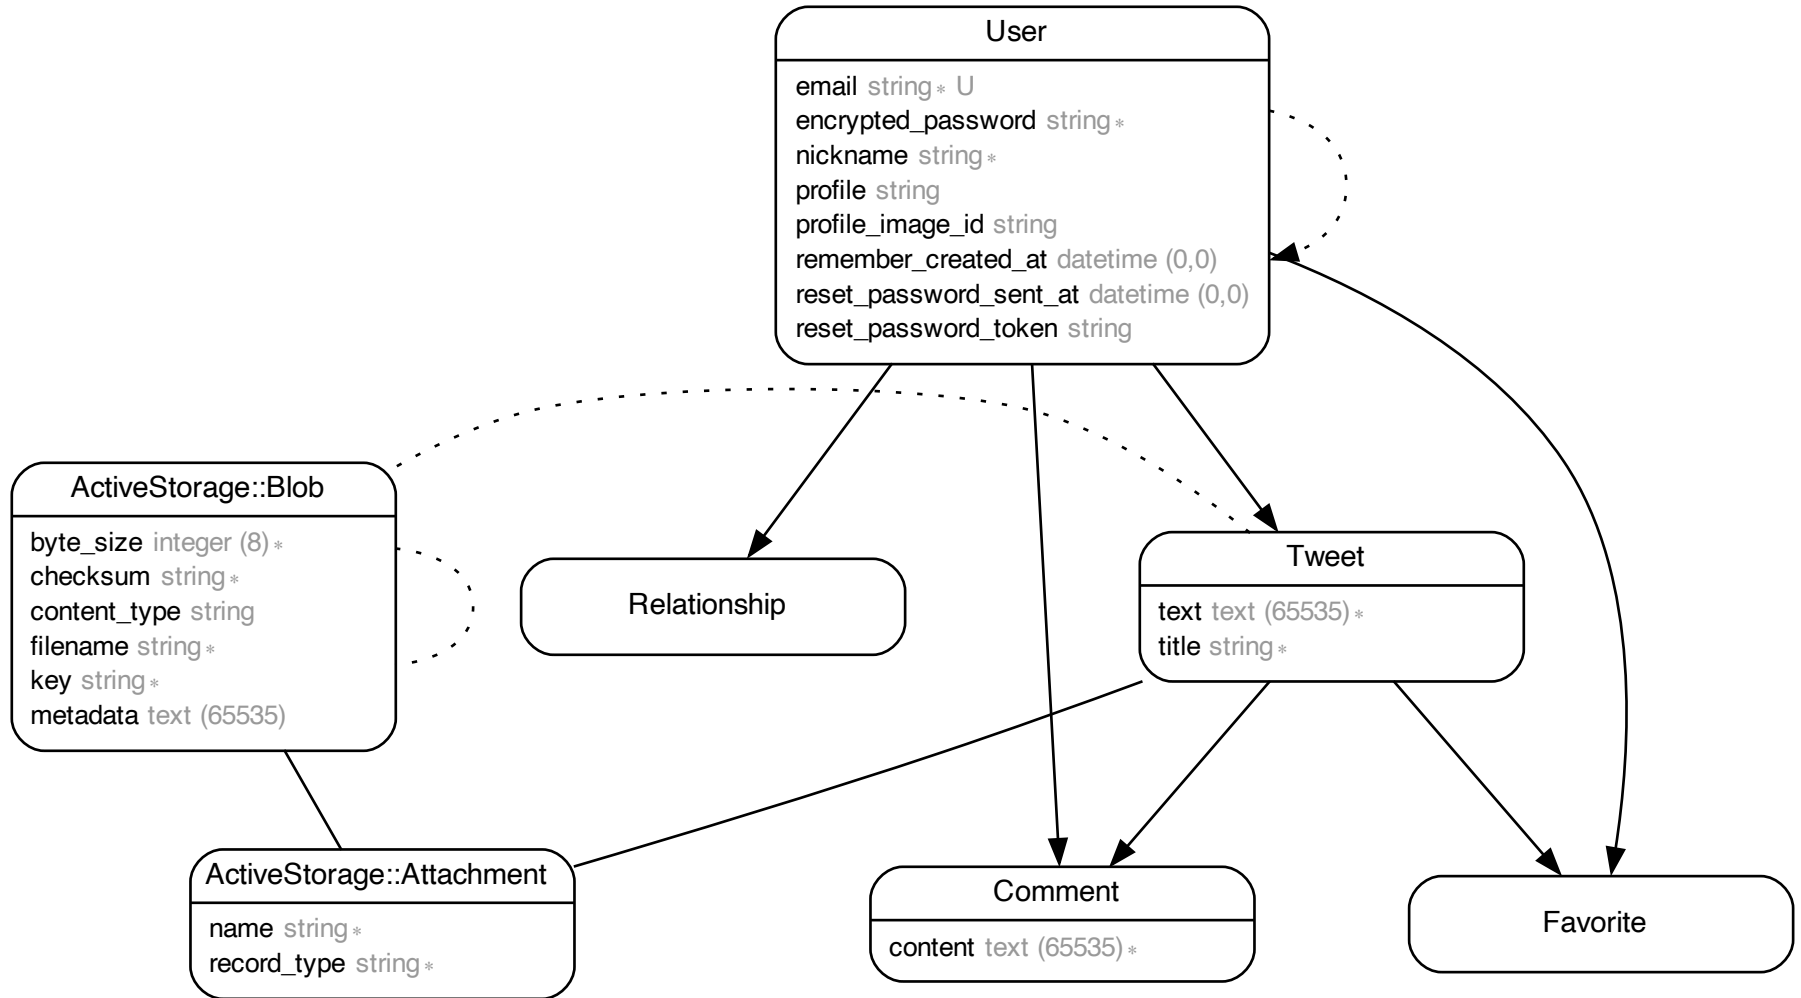 User
email string* U
encrypted_password string*
nickname string*
profile string
profile_image_id string
remember_created_at datetime (0,0)
reset_password_sent_at datetime (0,0)
reset_password_token string
ActiveStorage::Blob
byte_size integer (8)*
checksum string*
content_type string
filename string*
key string*
metadata text (65535)
Relationship
Tweet
text text (65535)*
title string*
ActiveStorage::Attachment
name string*
record_type string*
Comment
content text (65535)*
Favorite